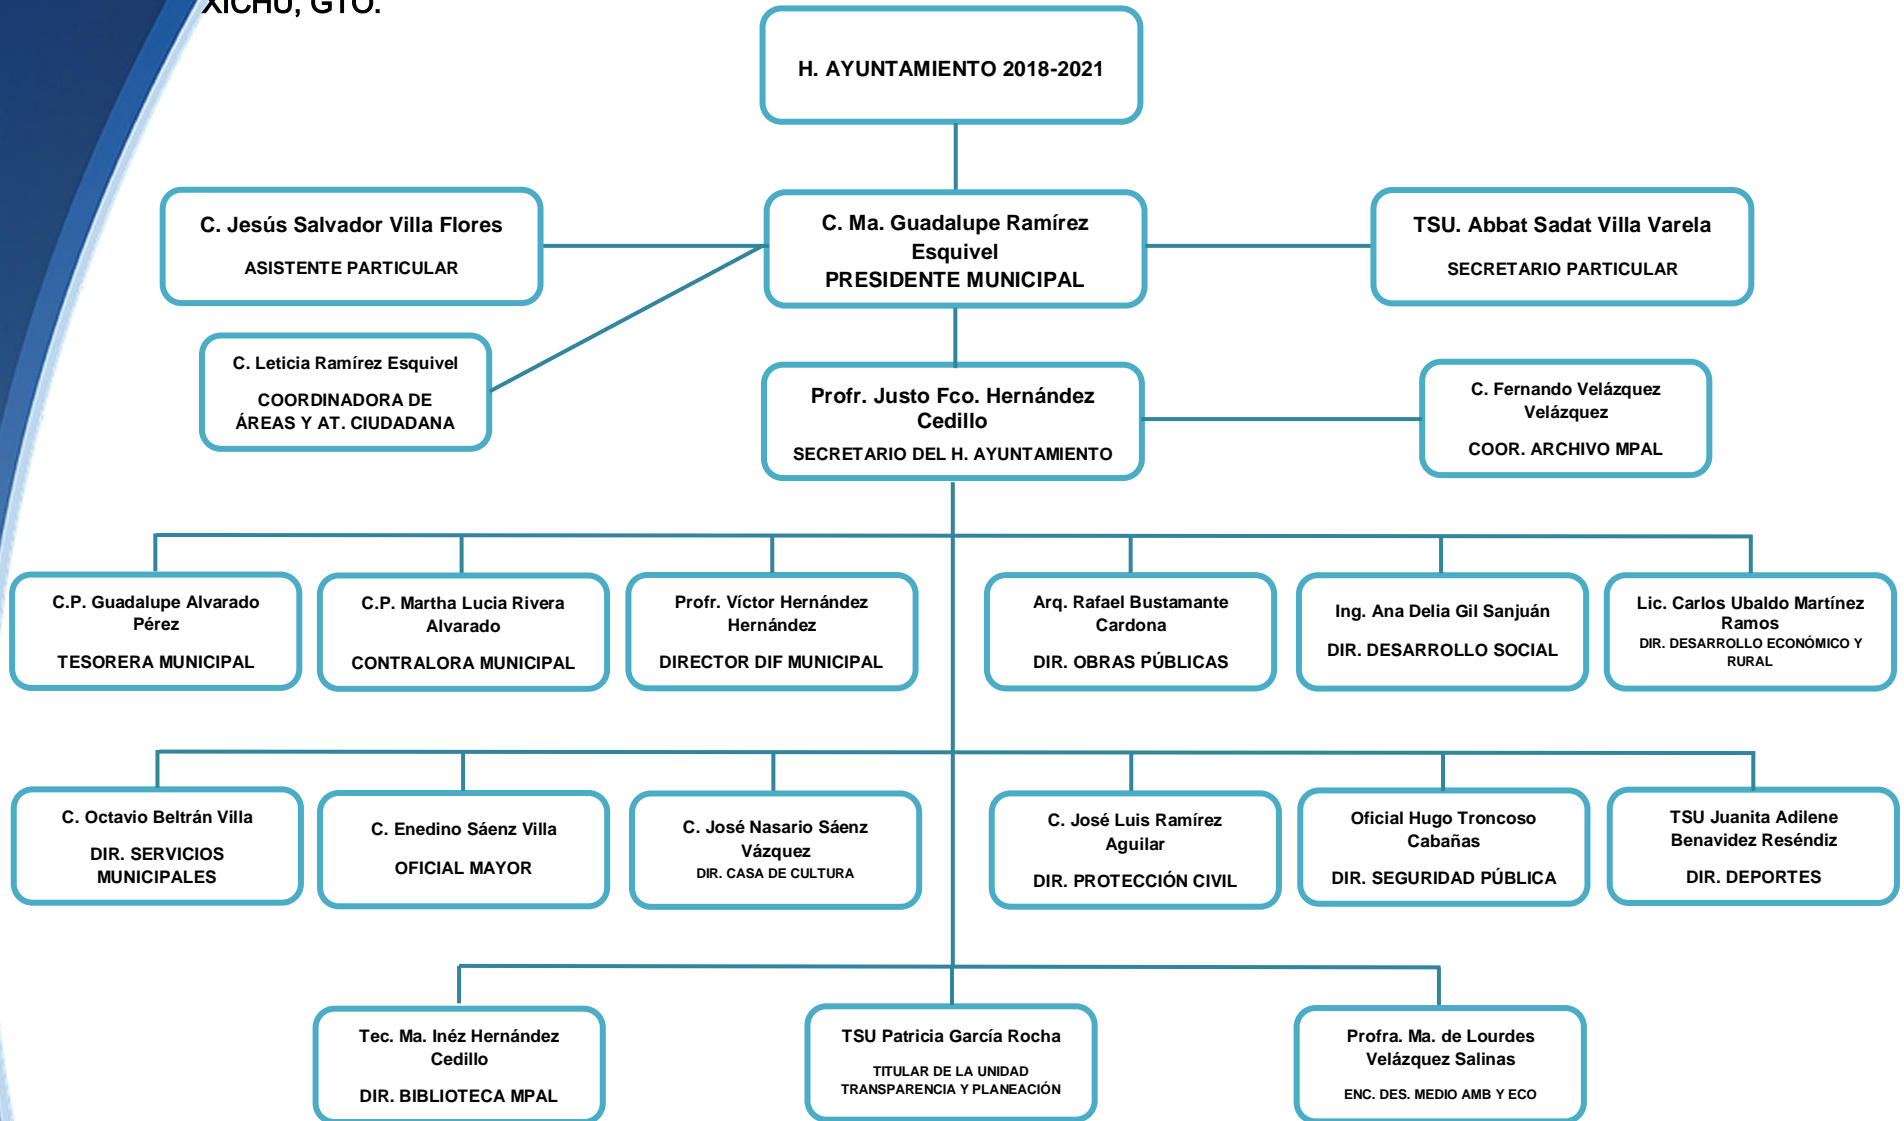 XICHÚ, GTO.
H. AYUNTAMIENTO 2018-2021
C. Jesús Salvador Villa Flores
ASISTENTE PARTICULAR
C. Ma. Guadalupe Ramírez
Esquivel
PRESIDENTE MUNICIPAL
TSU. Abbat Sadat Villa Varela
SECRETARIO PARTICULAR
C. Leticia Ramírez Esquivel
COORDINADORA DE
ÁREAS Y AT. CIUDADANA
Profr. Justo Fco. Hernández
Cedillo
SECRETARIO DEL H. AYUNTAMIENTO
C. Fernando Velázquez
Velázquez
COOR. ARCHIVO MPAL
C.P. Guadalupe Alvarado
Pérez
TESORERA MUNICIPAL
C.P. Martha Lucia Rivera
Alvarado
CONTRALORA MUNICIPAL
Profr. Víctor Hernández
Hernández
DIRECTOR DIF MUNICIPAL
Arq. Rafael Bustamante
Cardona
DIR. OBRAS PÚBLICAS
Ing. Ana Delia Gil Sanjuán
DIR. DESARROLLO SOCIAL
Lic. Carlos Ubaldo Martínez
Ramos
DIR. DESARROLLO ECONÓMICO Y
RURAL
C. Octavio Beltrán Villa
DIR. SERVICIOS
MUNICIPALES
C. Enedino Sáenz Villa
OFICIAL MAYOR
C. José Nasario Sáenz
Vázquez
DIR. CASA DE CULTURA
C. José Luis Ramírez
Aguilar
DIR. PROTECCIÓN CIVIL
Oficial Hugo Troncoso
Cabañas
DIR. SEGURIDAD PÚBLICA
TSU Juanita Adilene
Benavidez Reséndiz
DIR. DEPORTES
Tec. Ma. Inéz Hernández
Cedillo
DIR. BIBLIOTECA MPAL
TSU Patricia García Rocha
TITULAR DE LA UNIDAD
TRANSPARENCIA Y PLANEACIÓN
Profra. Ma. de Lourdes
Velázquez Salinas
ENC. DES. MEDIO AMB Y ECO